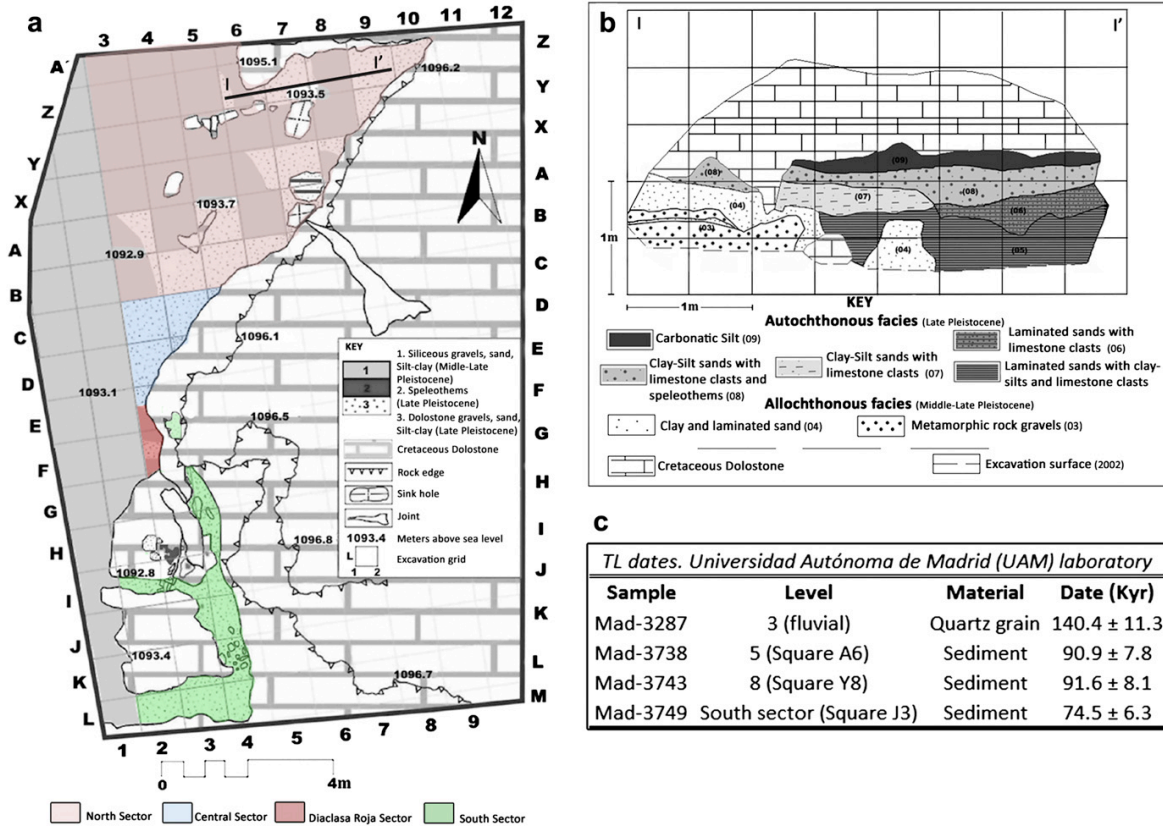 a
3 4 5 6 7 8 9 10 11 12
A´
Z
Y
X
A
B
C
D
E
F
G
H
I
J
K
L
Z
Y
X
A
B
C
D
E
F
G
H
I
J
K
L
M
1 2 3 4 5 6 7 8 9
1095.1
I
I'
1096.2
1093.5
N
1093.7
1092.9
1096.1
1093.1
1096.5
1096.8
1092.8
1093.4
1096.7
KEY
1 1. Siliceous gravels, sand,
Silt-clay (Midle-Late
Pleistocene)
2 2. Speleothems
(Late Pleistocene)
3 3. Dolostone gravels, sand,
Silt-clay (Late Pleistocene)
Cretaceous Dolostone
Rock edge
Sink hole
Joint
1093.4 Meters above sea level
L 1 2 Excavation grid
0 4m
North Sector Central Sector Diaclasa Roja Sector South Sector
b
I I'
(09)
(08)
(08)
(04)
(07)
(06)
(03)
(04)
(05)
1m
1m
KEY
Autochthonous facies (Late Pleistocene)
Carbonatic Silt (09)
Clay-Silt sands with
limestone clasts and
speleothems (08)
Clay-Silt sands with
limestone clasts (07)
Laminated sands with
limestone clasts (06)
Laminated sands with clay-
silts and limestone clasts
Allochthonous facies (Middle-Late Pleistocene)
Clay and laminated sand (04) Metamorphic rock gravels (03)
Cretaceous Dolostone Excavation surface (2002)
c
TL dates. Universidad Autónoma de Madrid (UAM) laboratory
Sample Level Material Date (Kyr)
Mad-3287 3 (fluvial) Quartz grain 140.4 ± 11.3
Mad-3738 5 (Square A6) Sediment 90.9 ± 7.8
Mad-3743 8 (Square Y8) Sediment 91.6 ± 8.1
Mad-3749 South sector (Square J3) Sediment 74.5 ± 6.3